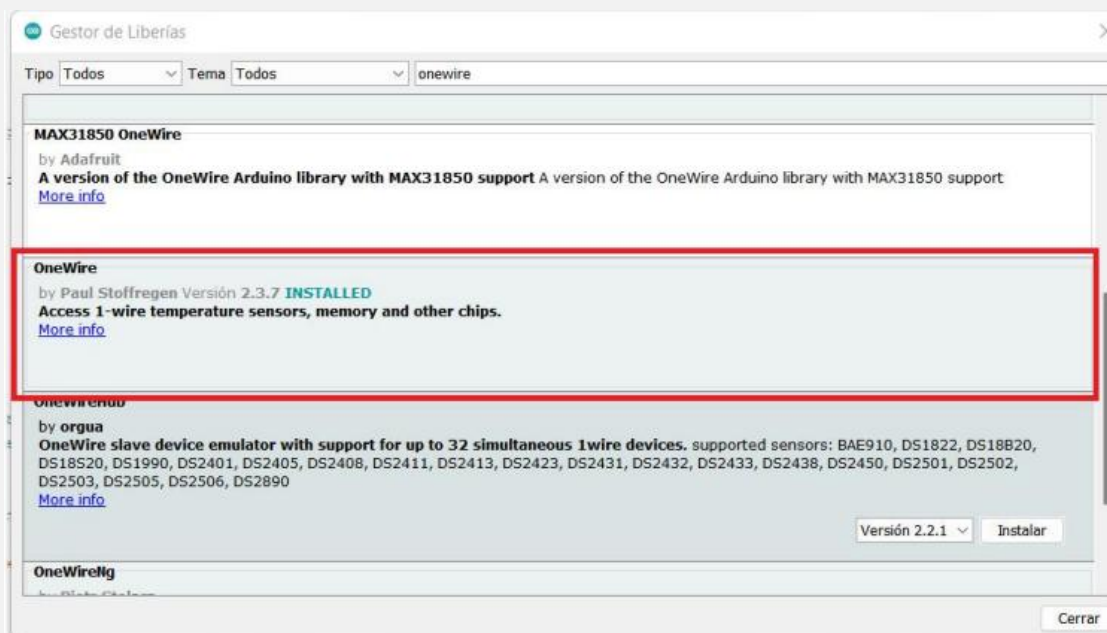 Gestor de Liberías
Tipo Todos Tema Todos onewire
MAX31850 OneWire
by Adafruit
A version of the OneWire Arduino library with MAX31850 support A version of the OneWire Arduino library with MAX31850 support
More info
OneWire
by Paul Stoffregen Versión 2.3.7 INSTALLED
Access 1-wire temperature sensors, memory and other chips.
More info
OneWireHub
by orgua
OneWire slave device emulator with support for up to 32 simultaneous 1wire devices. supported sensors: BAE910, DS1822, DS18B20,
DS18S20, DS1990, DS2401, DS2405, DS2408, DS2411, DS2413, DS2423, DS2431, DS2432, DS2433, DS2438, DS2450, DS2501, DS2502,
DS2503, DS2505, DS2506, DS2890
More info
Versión 2.2.1 Instalar
OneWireNg
Cerrar